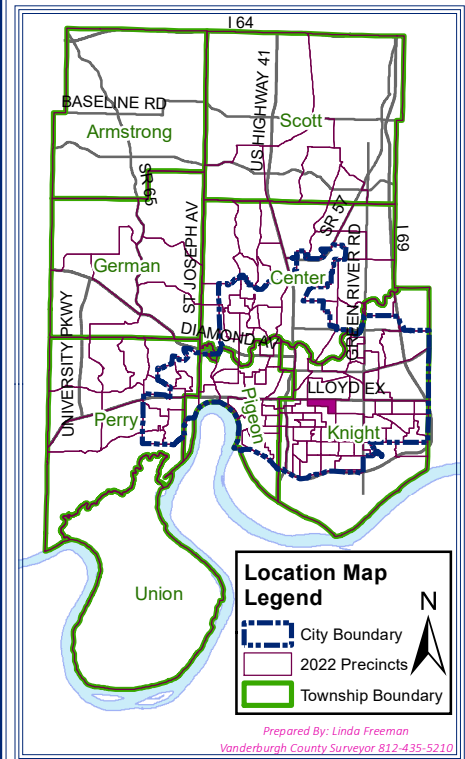 I 64
BASELINE RD
Armstrong
US HIGHWAY 41
Scott
SR 65
ST JOSEPH AV
SR 57
I 69
German
Center
GREEN RIVER RD
UNIVERSITY PKWY
DIAMOND AV
LLOYD EX
Perry
Pigeon
Knight
Union
Location Map
Legend
N
City Boundary
2022 Precincts
Township Boundary
Prepared By: Linda Freeman
Vanderburgh County Surveyor 812-435-5210